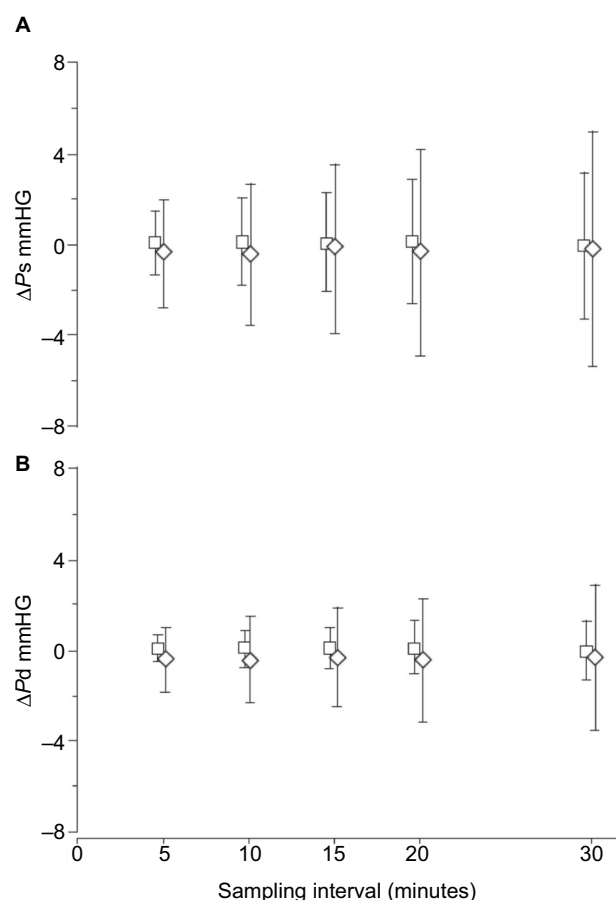 A
8
4
0
–4
–8
ΔPs mmHG
B
8
4
0
–4
–8
ΔPd mmHG
0 5 10 15 20 30
Sampling interval (minutes)